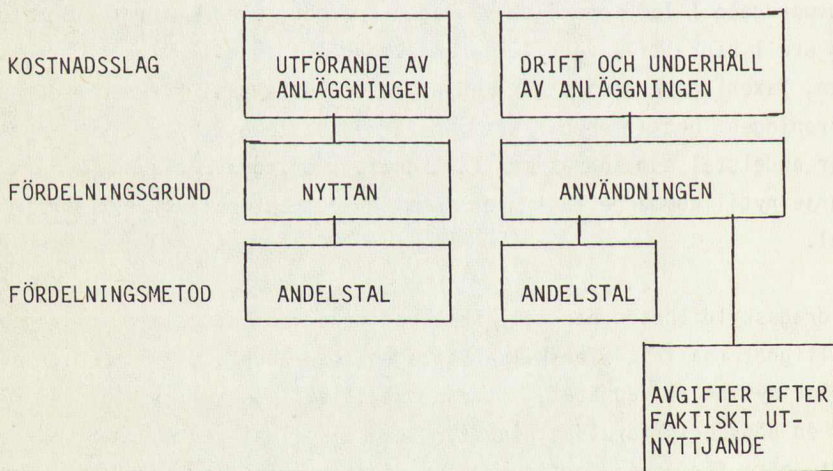 KOSTNADSSLAG
UTFÖRANDE AV
ANLÄGGNINGEN
DRIFT OCH UNDERHÅLL
AV ANLÄGGNINGEN
FÖRDELNINGSGRUND
NYTTAN
ANVÄNDNINGEN
FÖRDELNINGSMETOD
ANDELSTAL
ANDELSTAL
AVGIFTER EFTER
FAKTISKT UT-
NYTTJANDE